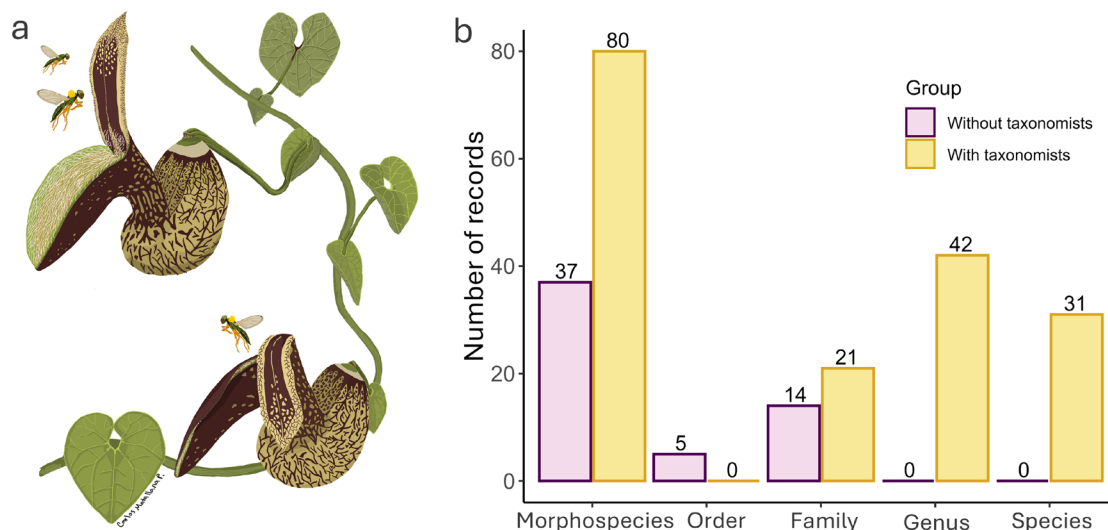 a
b
Number of records
80
60
40
20
0
37
80
5
0
14
21
0
42
0
31
Morphospecies
Order
Family
Genus
Species
Group
Without taxonomists
With taxonomists
Carlos